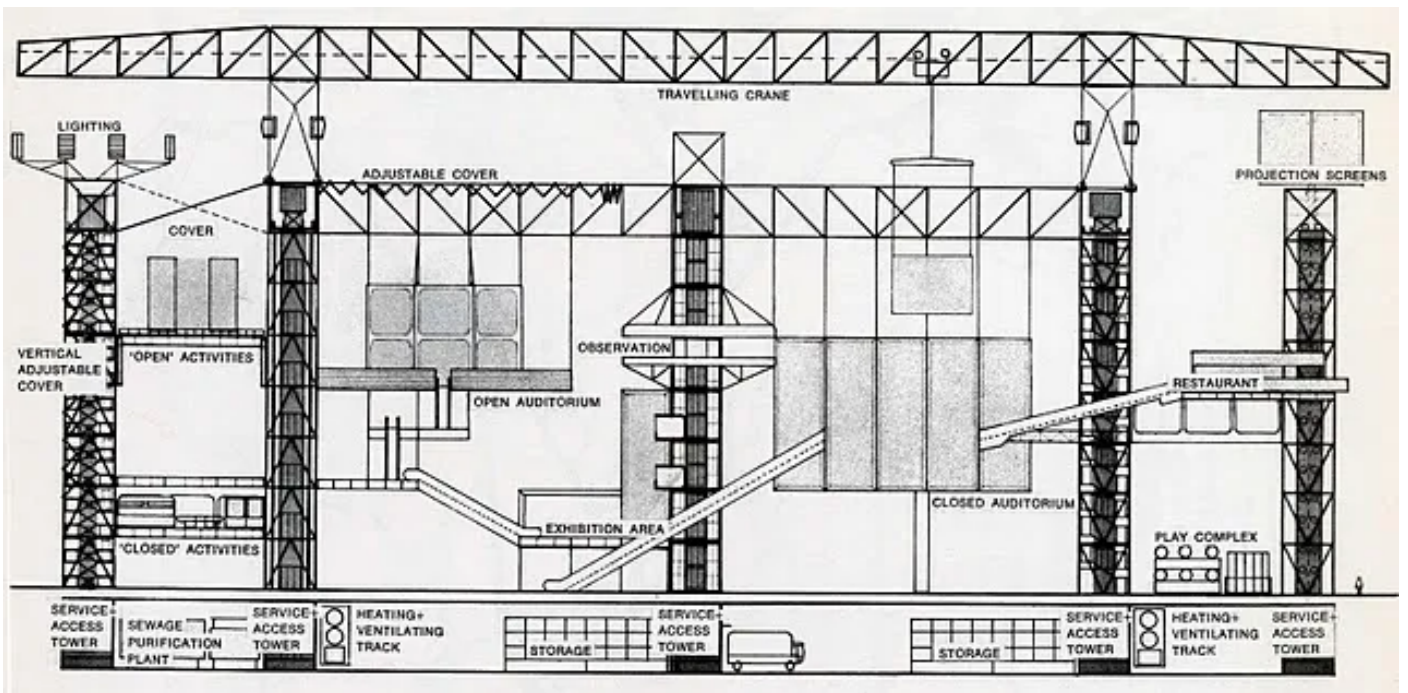 TRAVELLING CRANE
LIGHTING
ADJUSTABLE COVER
PROJECTION SCREENS
COVER
VERTICAL
ADJUSTABLE
COVER
'OPEN' ACTIVITIES
OBSERVATION
OPEN AUDITORIUM
RESTAURANT
CLOSED AUDITORIUM
EXHIBITION AREA
'CLOSED' ACTIVITIES
PLAY COMPLEX
SERVICE+
ACCESS
TOWER
SEWAGE
PURIFICATION
PLANT
SERVICE+
ACCESS
TOWER
HEATING+
VENTILATING
TRACK
STORAGE
SERVICE+
ACCESS
TOWER
STORAGE
SERVICE+
ACCESS
TOWER
HEATING+
VENTILATING
TRACK
SERVICE+
ACCESS
TOWER